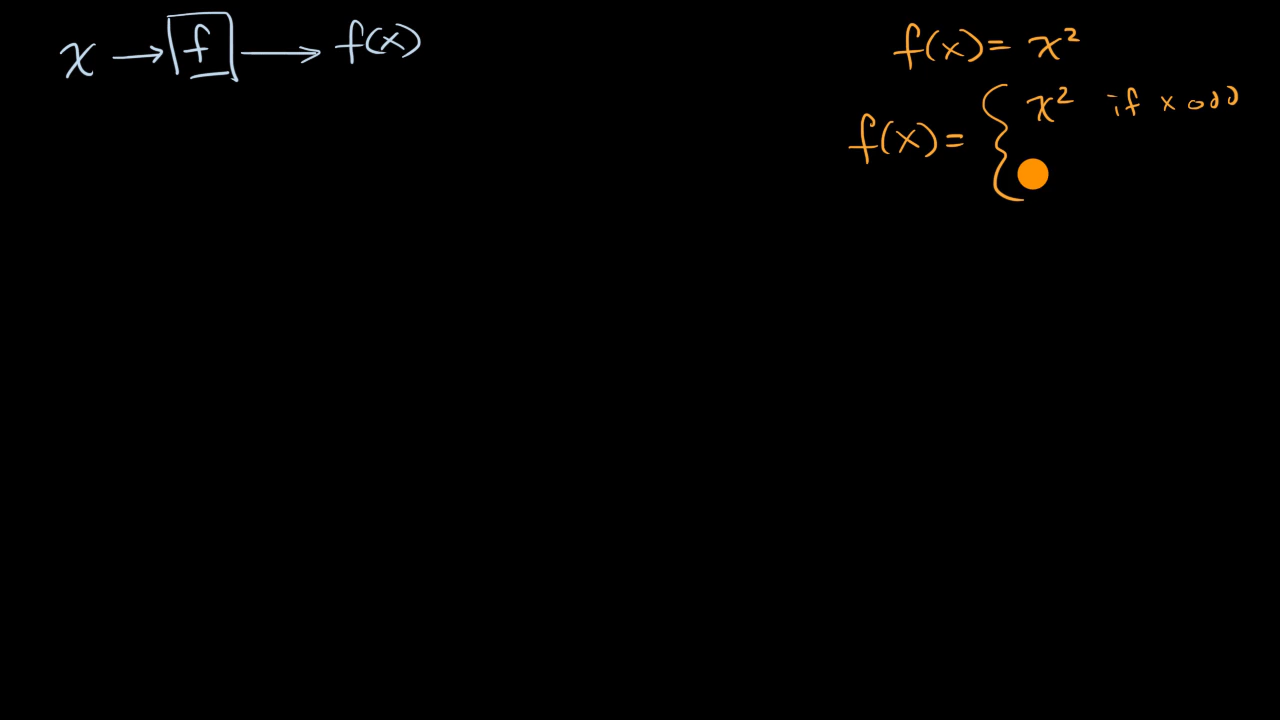 x → f → f(x)
f(x) = x²
f(x) = { x² if x odd